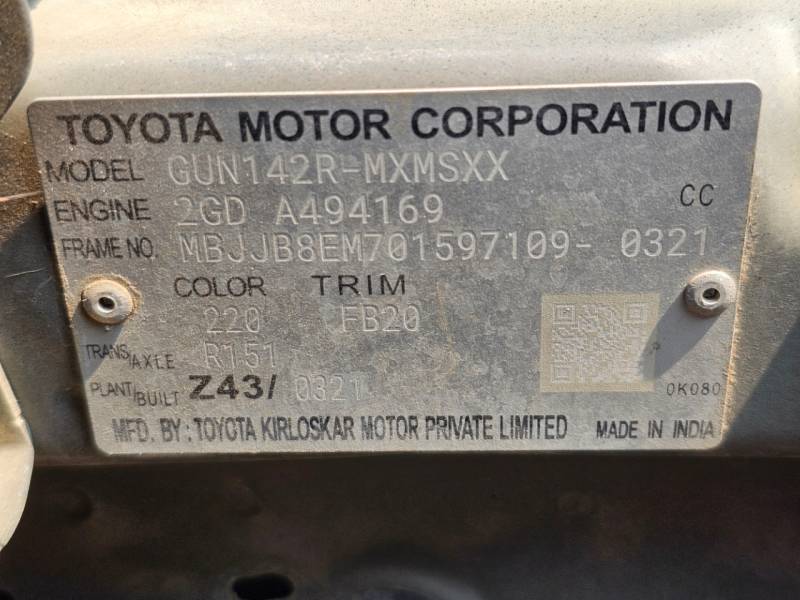 TOYOTA MOTOR CORPORATION
MODEL GUN142R-MXMSXX
ENGINE 2GD A494169 CC
FRAME NO. MBJJB8EM701597109- 0321
COLOR TRIM
220 FB20
TRANS/AXLE R151
PLANT/BUILT Z43/ 0321
0K080
MFD. BY : TOYOTA KIRLOSKAR MOTOR PRIVATE LIMITED MADE IN INDIA